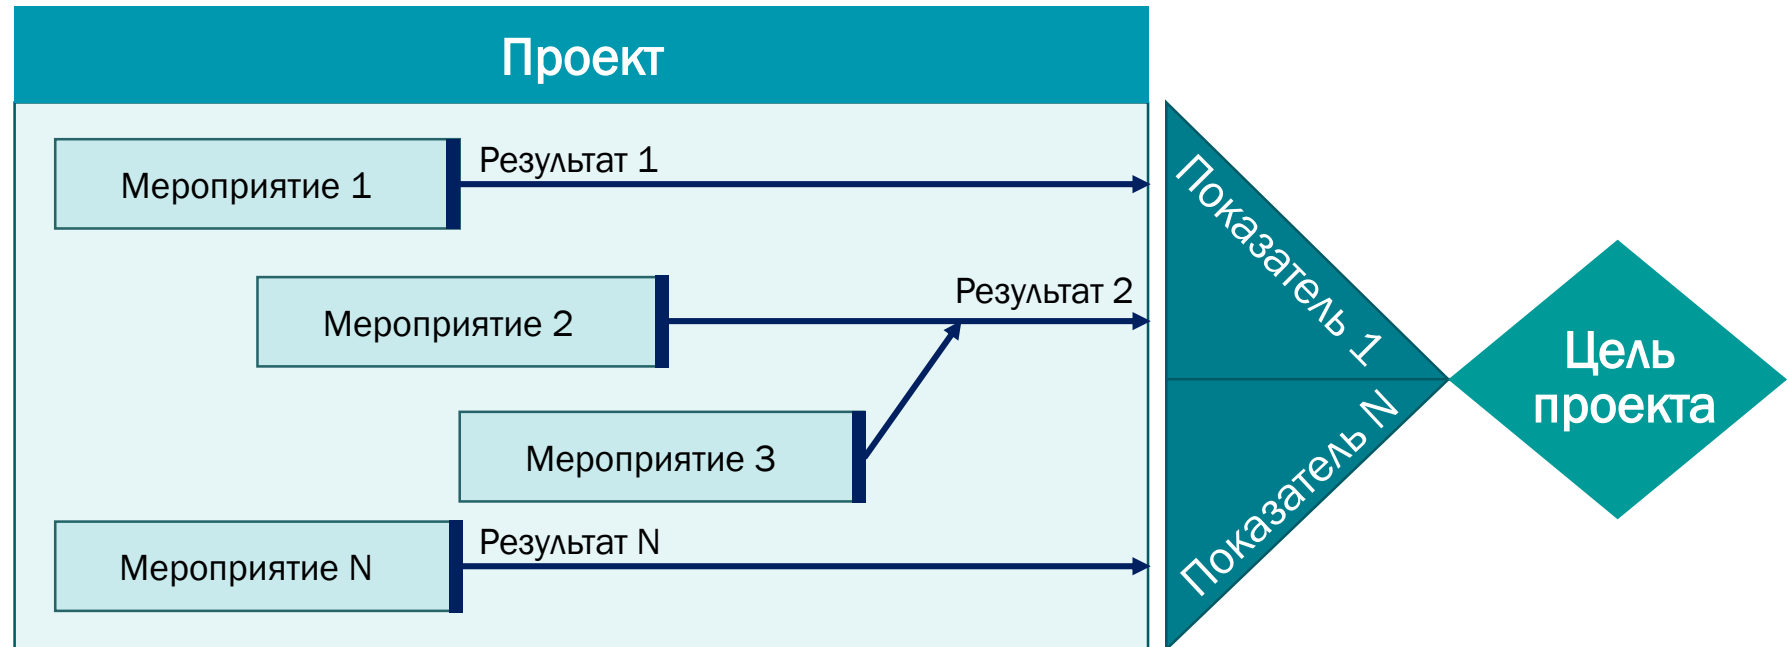 Проект
Результат 1
Мероприятие 1
Результат 2
Мероприятие 2
Мероприятие 3
Результат N
Мероприятие N
Показатель 1
Показатель N
Цель
проекта